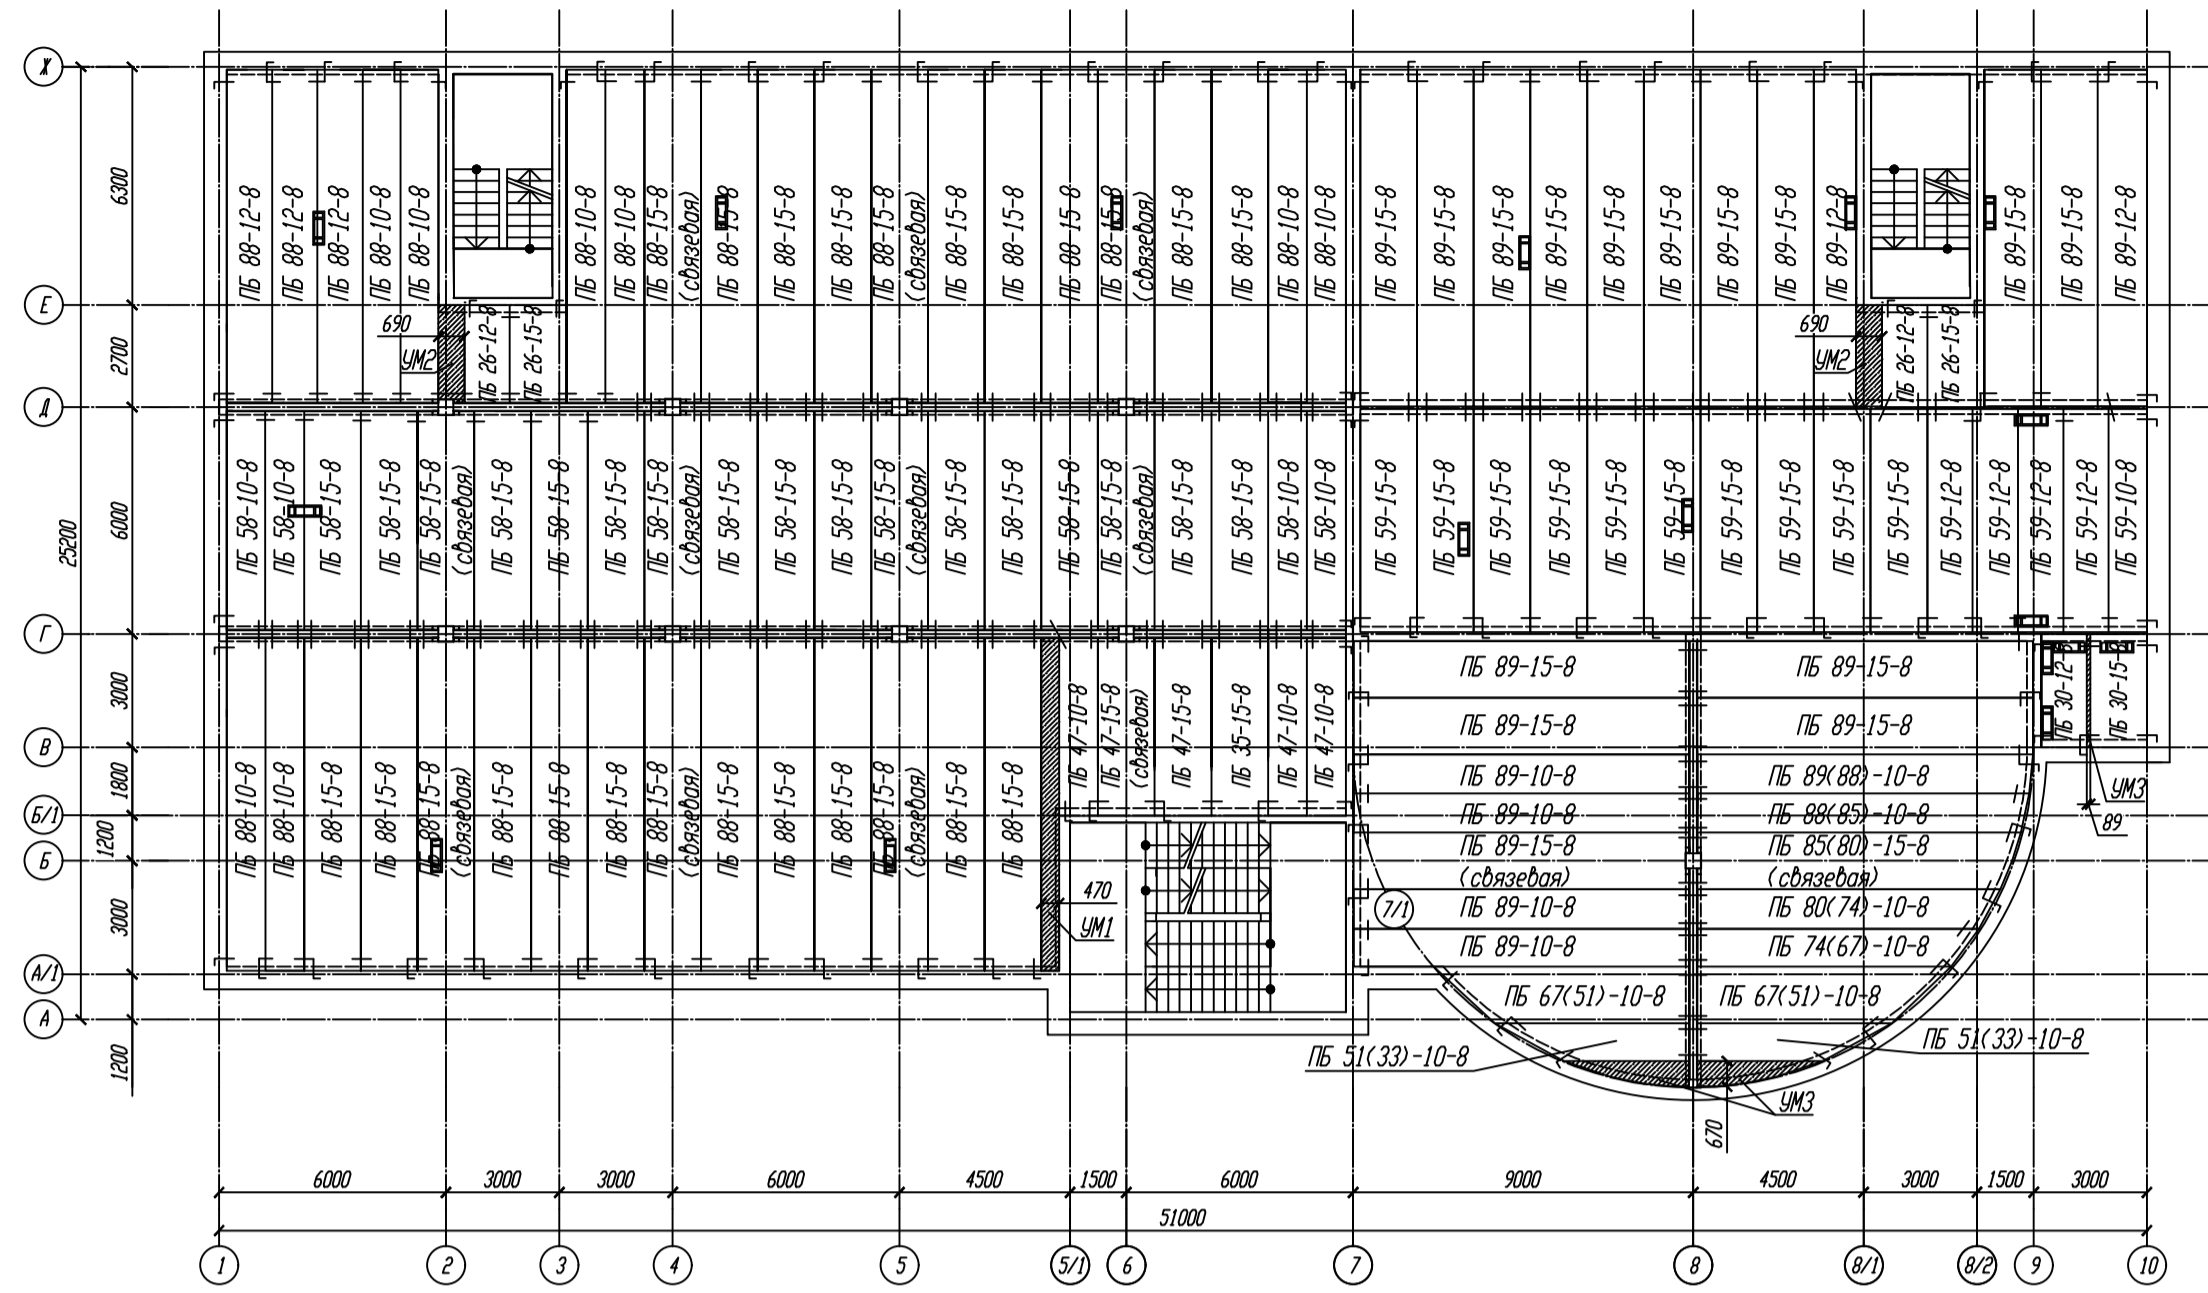 Ж
6300
ПБ 88-12-8
ПБ 88-12-8
ПБ 88-12-8
ПБ 88-10-8
ПБ 88-10-8
ПБ 88-10-8
ПБ 88-10-8
ПБ 88-15-8
(связевая)
ПБ 88-15-8
ПБ 88-15-8
ПБ 88-15-8
ПБ 88-15-8
(связевая)
ПБ 88-15-8
ПБ 88-15-8
ПБ 88-15-8
ПБ 88-15-8
(связевая)
ПБ 88-15-8
ПБ 88-15-8
ПБ 88-10-8
ПБ 88-10-8
ПБ 89-15-8
ПБ 89-15-8
ПБ 89-15-8
ПБ 89-15-8
ПБ 89-15-8
ПБ 89-15-8
ПБ 89-15-8
ПБ 89-15-8
ПБ 89-12-8
ПБ 89-15-8
ПБ 89-15-8
ПБ 89-12-8
Е
2700
690
УМ2
ПБ 26-12-8
ПБ 26-15-8
690
УМ2
ПБ 26-12-8
ПБ 26-15-8
Д
25200
6000
ПБ 58-10-8
ПБ 58-10-8
ПБ 58-15-8
ПБ 58-15-8
ПБ 58-15-8
(связевая)
ПБ 58-15-8
ПБ 58-15-8
ПБ 58-15-8
ПБ 58-15-8
(связевая)
ПБ 58-15-8
ПБ 58-15-8
ПБ 58-15-8
ПБ 58-15-8
(связевая)
ПБ 58-15-8
ПБ 58-15-8
ПБ 58-15-8
ПБ 58-15-8
(связевая)
ПБ 58-15-8
ПБ 58-15-8
ПБ 58-10-8
ПБ 58-10-8
ПБ 59-15-8
ПБ 59-15-8
ПБ 59-15-8
ПБ 59-15-8
ПБ 59-15-8
ПБ 59-15-8
ПБ 59-15-8
ПБ 59-15-8
ПБ 59-15-8
ПБ 59-15-8
ПБ 59-12-8
ПБ 59-12-8
ПБ 59-12-8
ПБ 59-12-8
ПБ 59-10-8
Г
3000
В
1800
Б/1
1200
Б
3000
А/1
А
1200
ПБ 88-10-8
ПБ 88-10-8
ПБ 88-15-8
ПБ 88-15-8
ПБ 88-15-8
(связевая)
ПБ 88-15-8
ПБ 88-15-8
ПБ 88-15-8
ПБ 88-15-8
(связевая)
ПБ 88-15-8
ПБ 88-15-8
ПБ 88-15-8
ПБ 88-15-8
(связевая)
ПБ 88-15-8
ПБ 88-15-8
ПБ 47-10-8
ПБ 47-15-8
(связевая)
ПБ 47-15-8
ПБ 35-15-8
ПБ 47-10-8
ПБ 47-10-8
470
УМ1
ПБ 89-15-8
ПБ 89-15-8
ПБ 89-15-8
ПБ 89-15-8
ПБ 89-10-8
ПБ 89(88)-10-8
ПБ 89-10-8
ПБ 88(85)-10-8
ПБ 89-15-8
ПБ 85(80)-15-8
(связевая)
(связевая)
7/1
ПБ 89-10-8
ПБ 80(74)-10-8
ПБ 89-10-8
ПБ 74(67)-10-8
ПБ 67(51)-10-8
ПБ 67(51)-10-8
ПБ 51(33)-10-8
ПБ 51(33)-10-8
ПБ 30-12-8
ПБ 30-15-8
УМ3
89
УМ3
670
6000
3000
3000
6000
4500
1500
6000
9000
4500
3000
1500
3000
51000
1
2
3
4
5
5/1
6
7
8
8/1
8/2
9
10